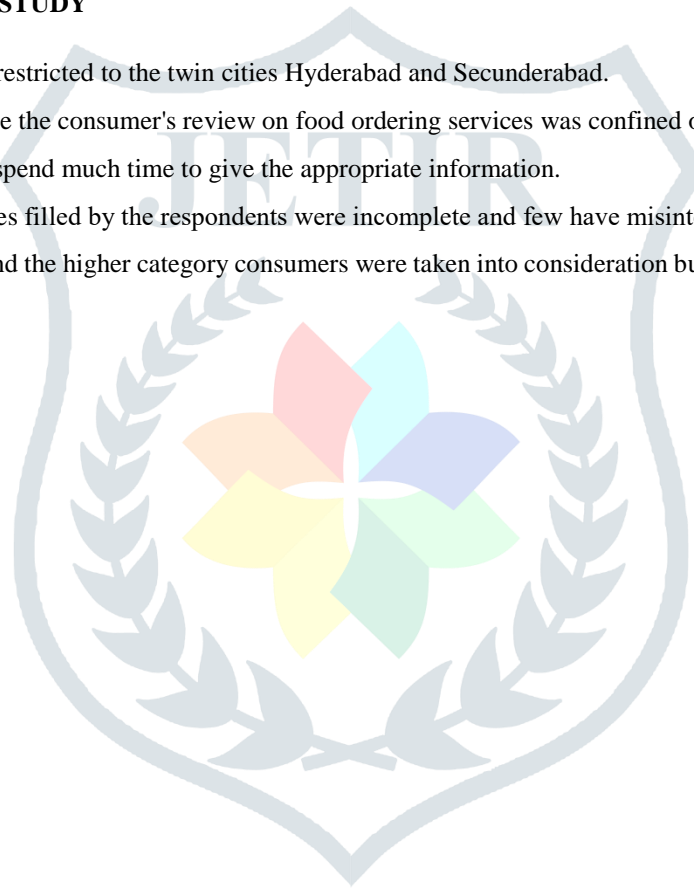 STUDY
restricted to the twin cities Hyderabad and Secunderabad.
e the consumer's review on food ordering services was confined
spend much time to give the appropriate information.
es filled by the respondents were incomplete and few have misint
nd the higher category consumers were taken into consideration bu
JETIR